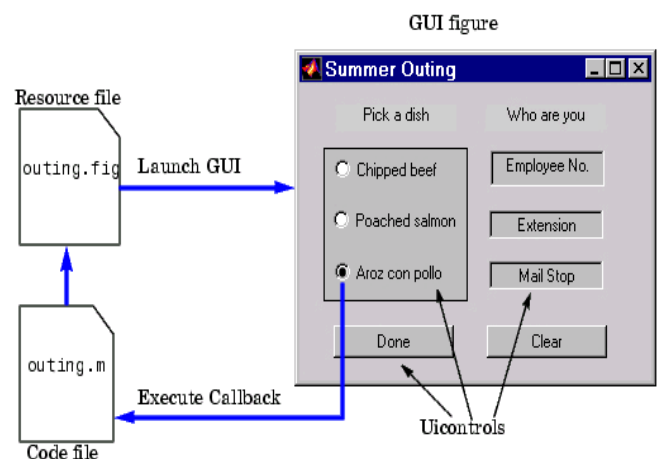 GUI figure
Summer Outing
Resource file
outing.fig
Launch GUI
Pick a dish
Who are you
Chipped beef
Poached salmon
Aroz con pollo
Employee No.
Extension
Mail Stop
Done
Clear
outing.m
Execute Callback
Uicontrols
Code file